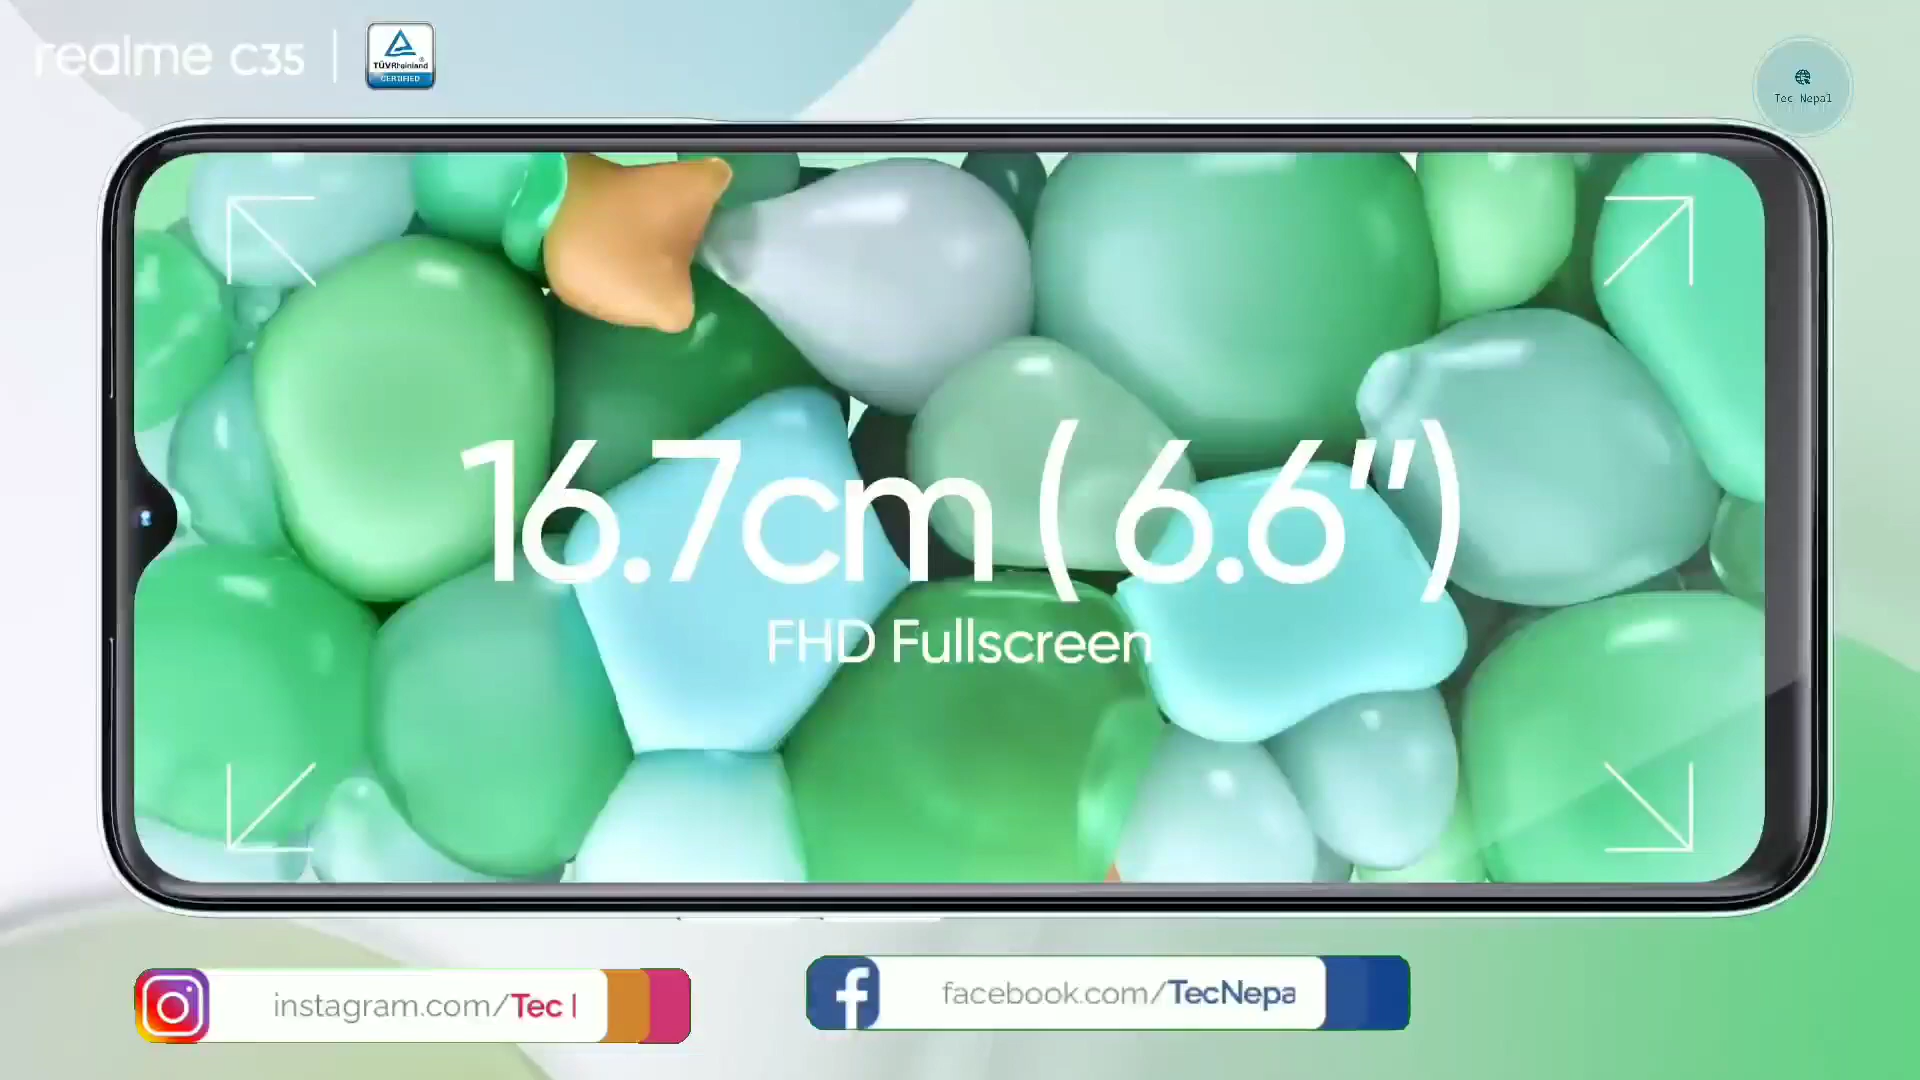 realme C35
TÜVRheinland®
CERTIFIED
Tec Nepal
16.7cm (6.6")
FHD Fullscreen
instagram.com/Tec
facebook.com/TecNepa